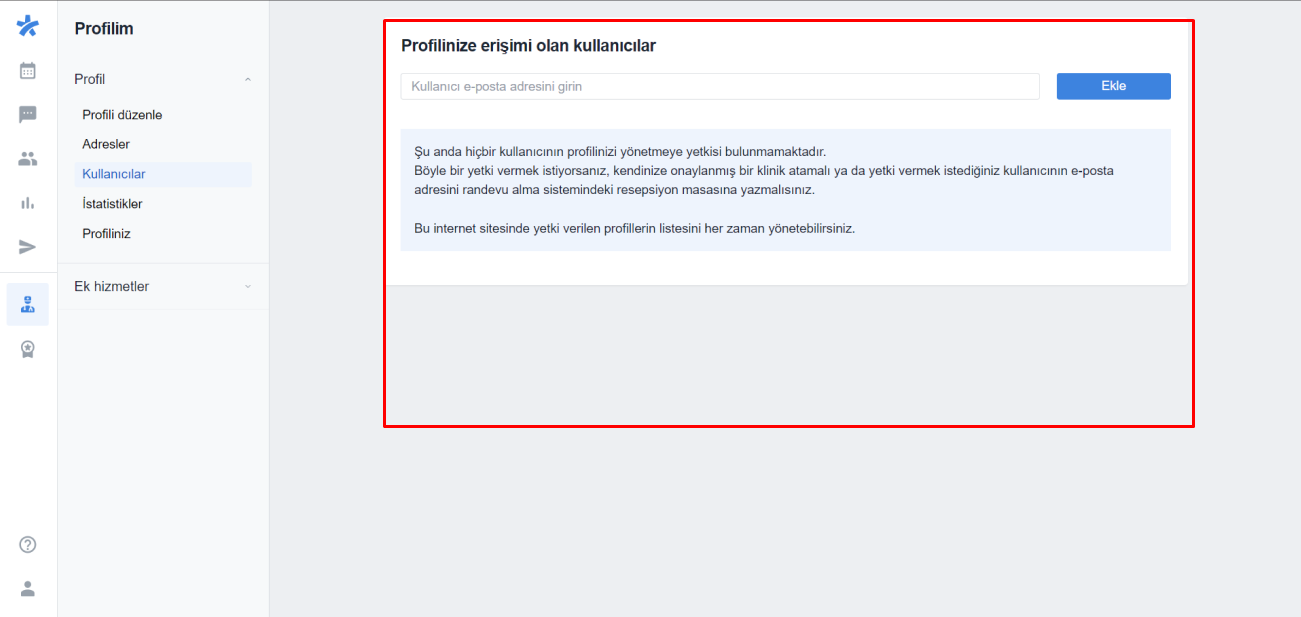 Profilim
Profil
Profili düzenle
Adresler
Kullanıcılar
İstatistikler
Profiliniz
Ek hizmetler
Profilinize erişimi olan kullanıcılar
Kullanıcı e-posta adresini girin
Ekle
Şu anda hiçbir kullanıcının profilinizi yönetmeye yetkisi bulunmamaktadır.
Böyle bir yetki vermek istiyorsanız, kendinize onaylanmış bir klinik atamalı ya da yetki vermek istediğiniz kullanıcının e-posta
adresini randevu alma sistemindeki resepsiyon masasına yazmalısınız.
Bu internet sitesinde yetki verilen profillerin listesini her zaman yönetebilirsiniz.